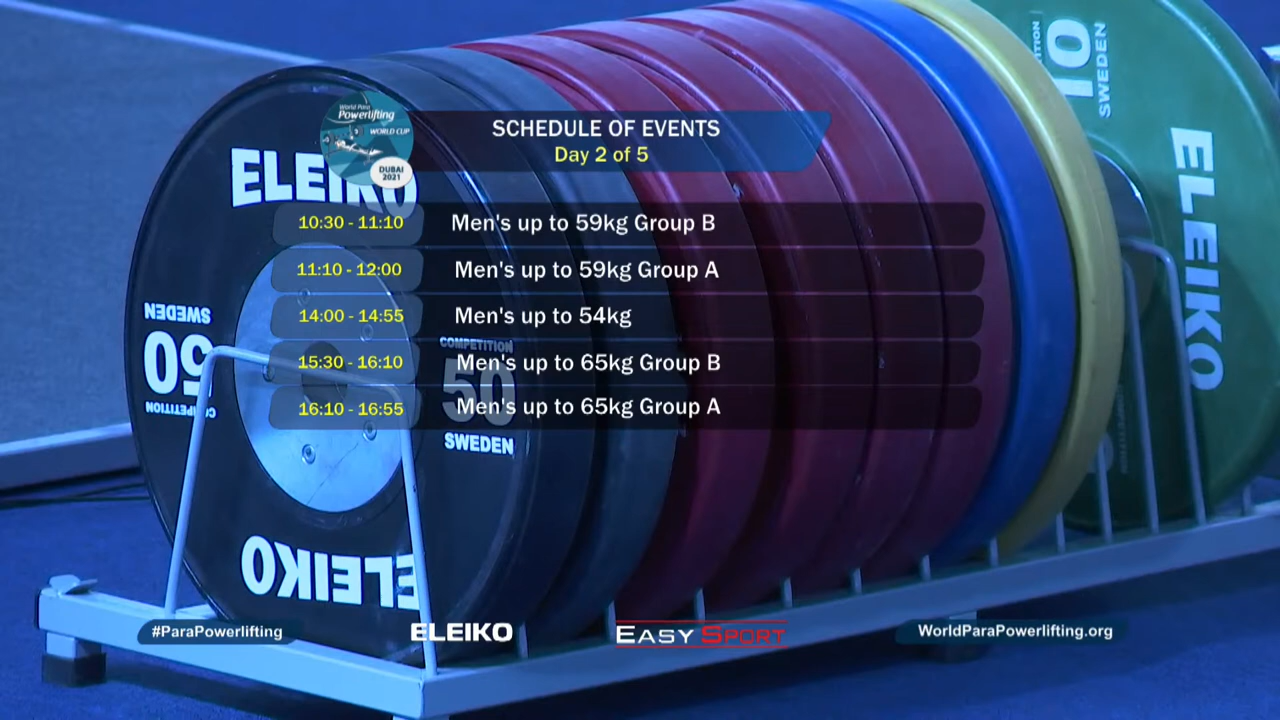 World Para
Powerlifting
WORLD CUP
DUBAI
2021
SCHEDULE OF EVENTS
Day 2 of 5
10:30 - 11:10 Men's up to 59kg Group B
11:10 - 12:00 Men's up to 59kg Group A
14:00 - 14:55 Men's up to 54kg
15:30 - 16:10 Men's up to 65kg Group B
16:10 - 16:55 Men's up to 65kg Group A
ELEIKO
SWEDEN
50
COMPETITION
COMPETITION
50
SWEDEN
ELEIKO
10
SWEDEN
ELEIKO
#ParaPowerlifting
ELEIKO
EASY SPORT
WorldParaPowerlifting.org